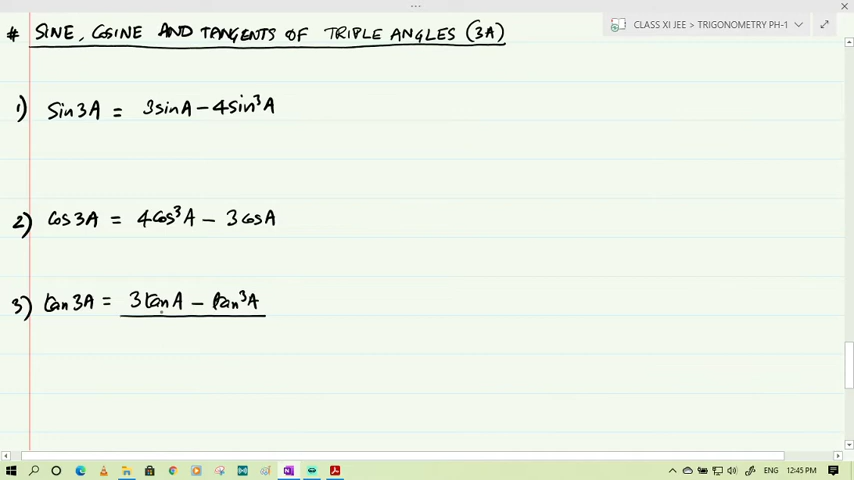 CLASS XI JEE > TRIGONOMETRY PH-1
# SINE, COSINE AND TANGENTS OF TRIPLE ANGLES (3A)
1) Sin3A = 3sinA - 4sin³A
2) Cos3A = 4Cos³A - 3CosA
3) tan3A = 3tanA - tan³A
ENG 12:45 PM